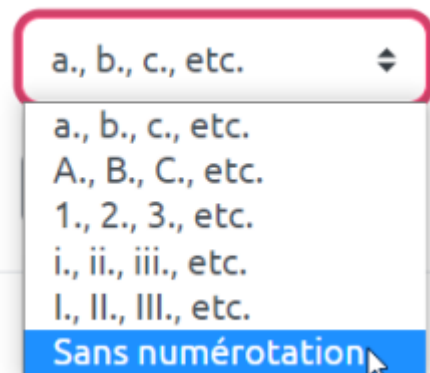 a., b., c., etc.
a., b., c., etc.
A., B., C., etc.
1., 2., 3., etc.
i., ii., iii., etc.
I., II., III., etc.
Sans numérotation